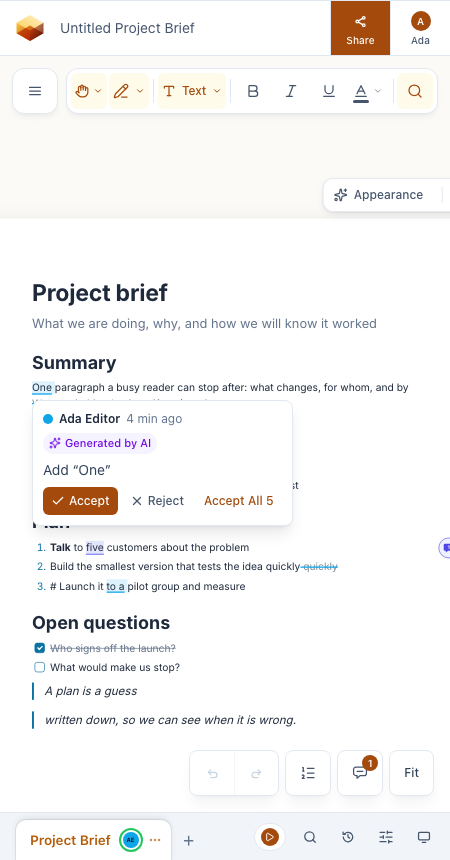 Untitled Project Brief
Share
A
Ada
Text
B I U A
Appearance
Project brief
What we are doing, why, and how we will know it worked
Summary
One paragraph a busy reader can stop after: what changes, for whom, and by
Ada Editor 4 min ago
Generated by AI
Add “One”
Accept Reject Accept All 5
st
Plan
1. Talk to five customers about the problem
2. Build the smallest version that tests the idea quickly quickly
3. # Launch it to a pilot group and measure
Open questions
Who signs off the launch?
What would make us stop?
A plan is a guess
written down, so we can see when it is wrong.
1
Fit
Project Brief AE